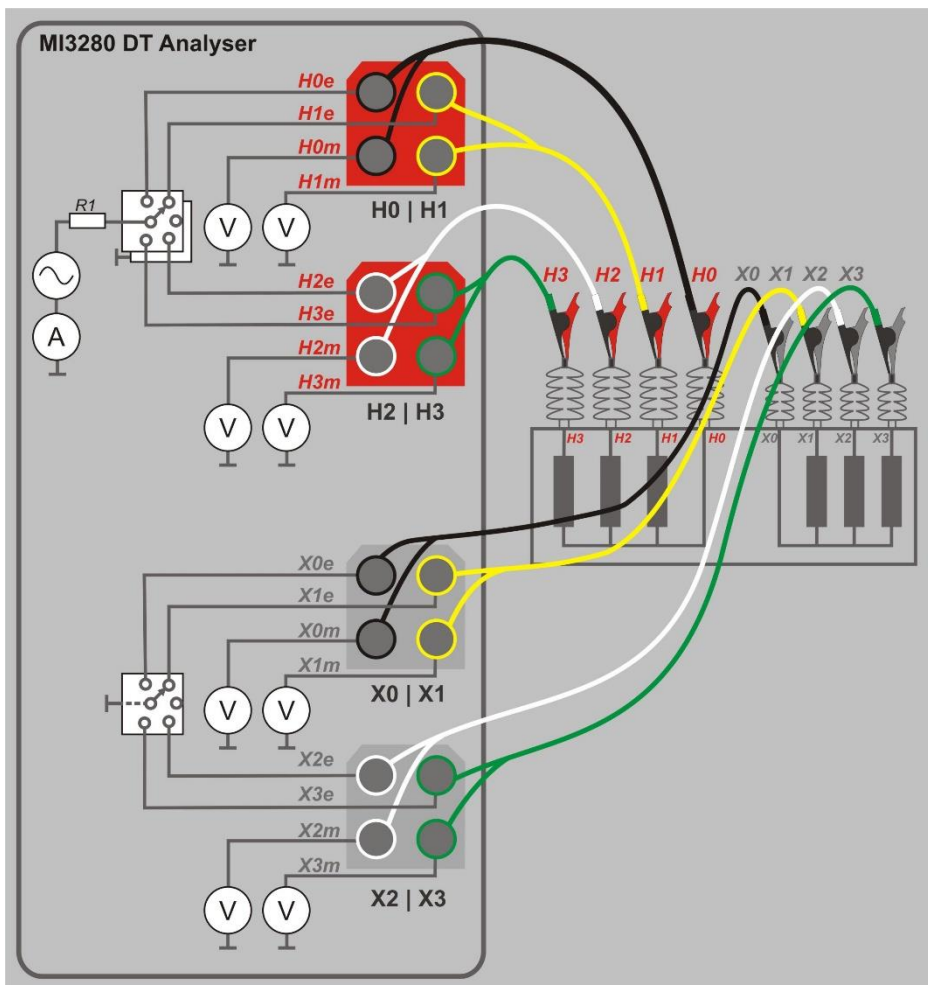 MI3280 DT Analyser
H0e
H1e
H0m
H1m
H0 | H1
R1
V V
A
H2e
H3e
H2m
H3m
H2 | H3
V V
H3 H2 H1 H0 X0 X1 X2 X3
H3 H2 H1 H0 X0 X1 X2 X3
X0e
X1e
X0m
X1m
X0 | X1
V V
X2e
X3e
X2m
X3m
X2 | X3
V V